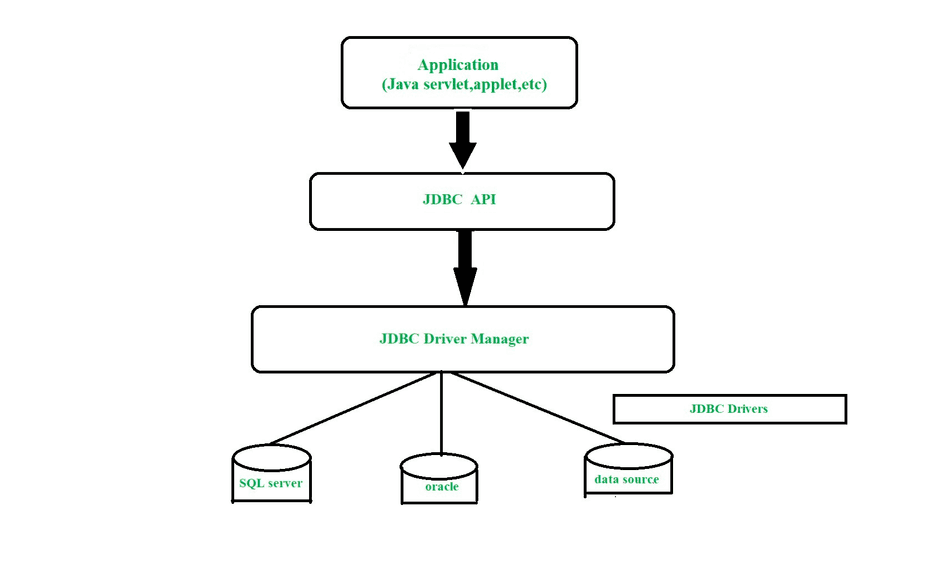 Application
(Java servlet,applet,etc)
JDBC  API
JDBC Driver Manager
JDBC Drivers
SQL server
oracle
data source